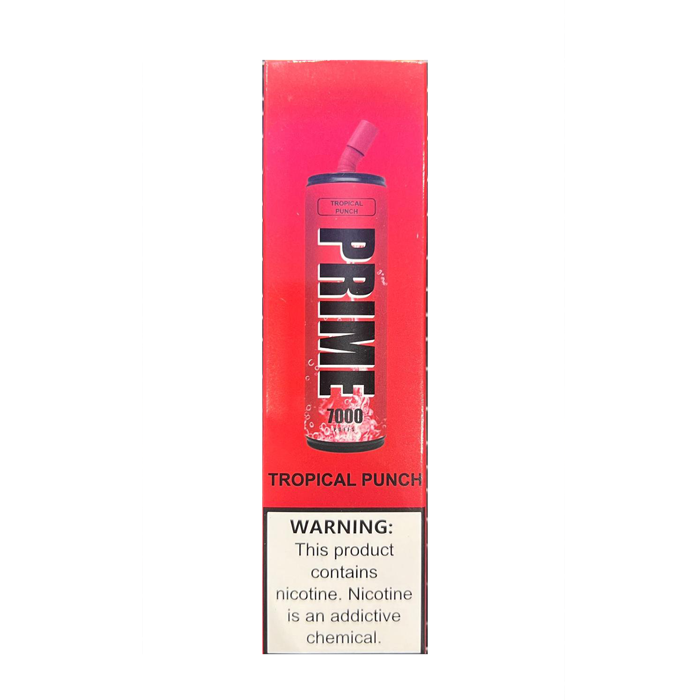 TROPICAL
PUNCH
PRIME
7000
TROPICAL PUNCH
WARNING:
This product
contains
nicotine. Nicotine
is an addictive
chemical.